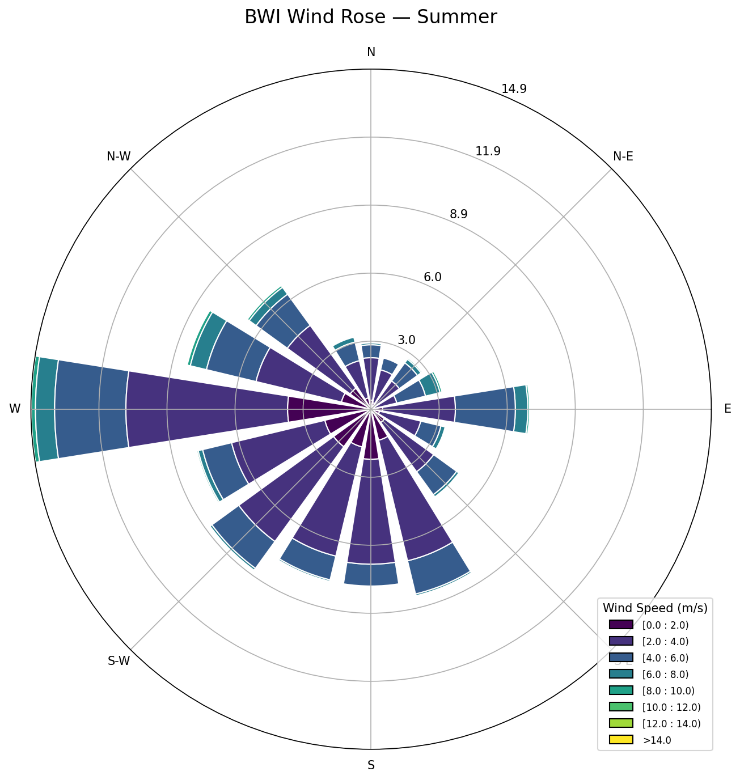 BWI Wind Rose — Summer
N
14.9
N-W
11.9
N-E
8.9
6.0
3.0
W
E
Wind Speed (m/s)
[0.0 : 2.0)
[2.0 : 4.0)
[4.0 : 6.0)
S-W
S-E
[6.0 : 8.0)
[8.0 : 10.0)
[10.0 : 12.0)
[12.0 : 14.0)
>14.0
S